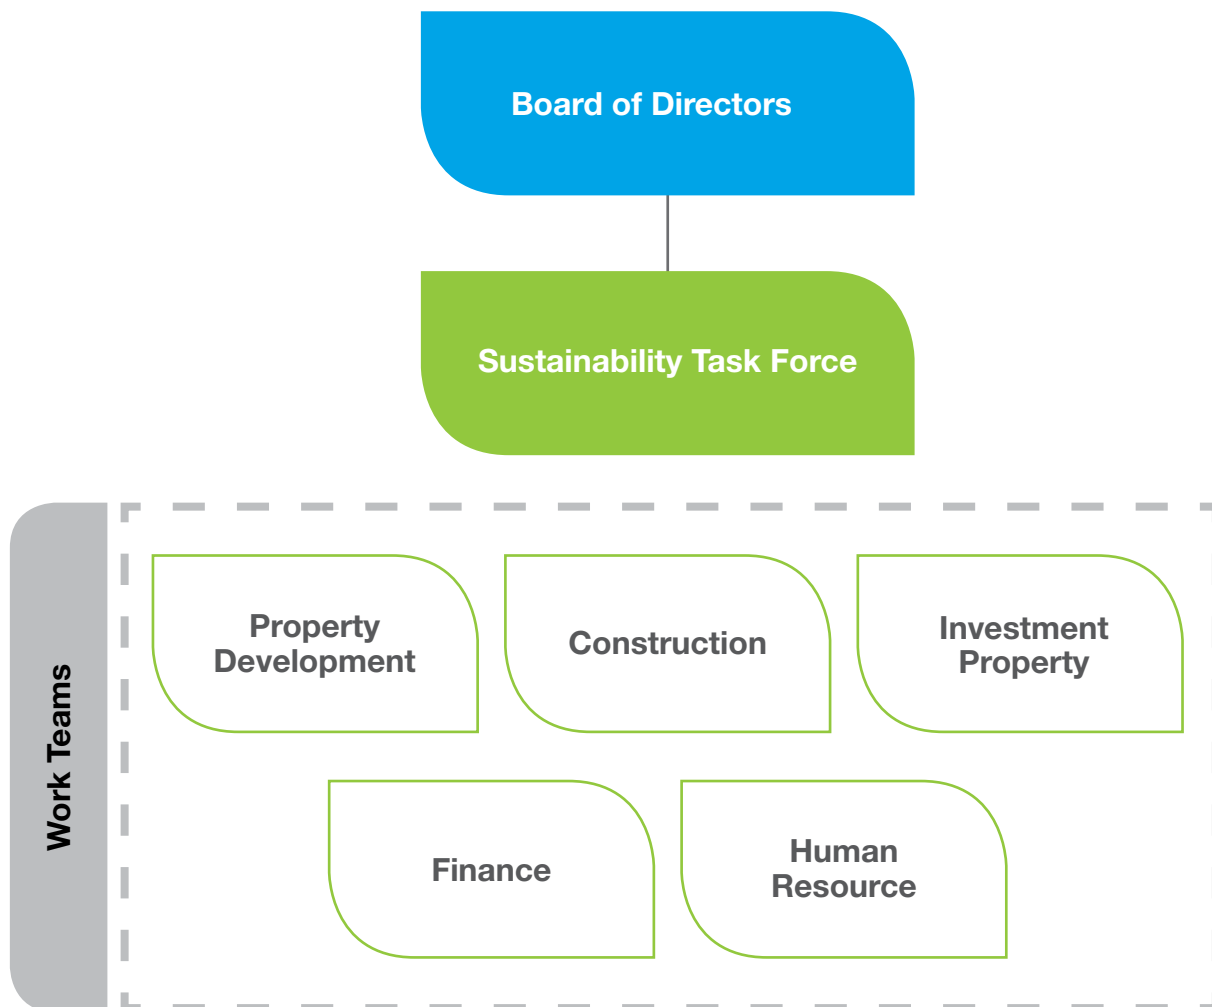 Board of Directors
Sustainability Task Force
Work Teams
Property
Development
Construction
Investment
Property
Finance
Human
Resource